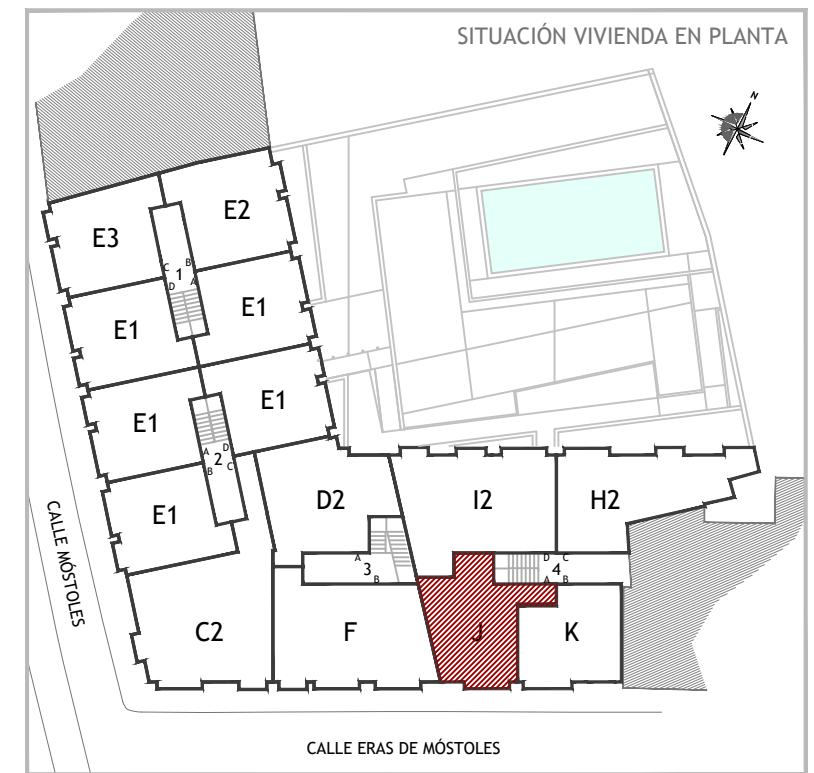 SITUACIÓN VIVIENDA EN PLANTA
N
E3
E2
C
B
1
D
A
E1
E1
E1
E1
A
D
2
B
C
E1
D2
I2
H2
A
3
B
D
C
4
A
B
C2
F
J
K
CALLE MÓSTOLES
CALLE ERAS DE MÓSTOLES